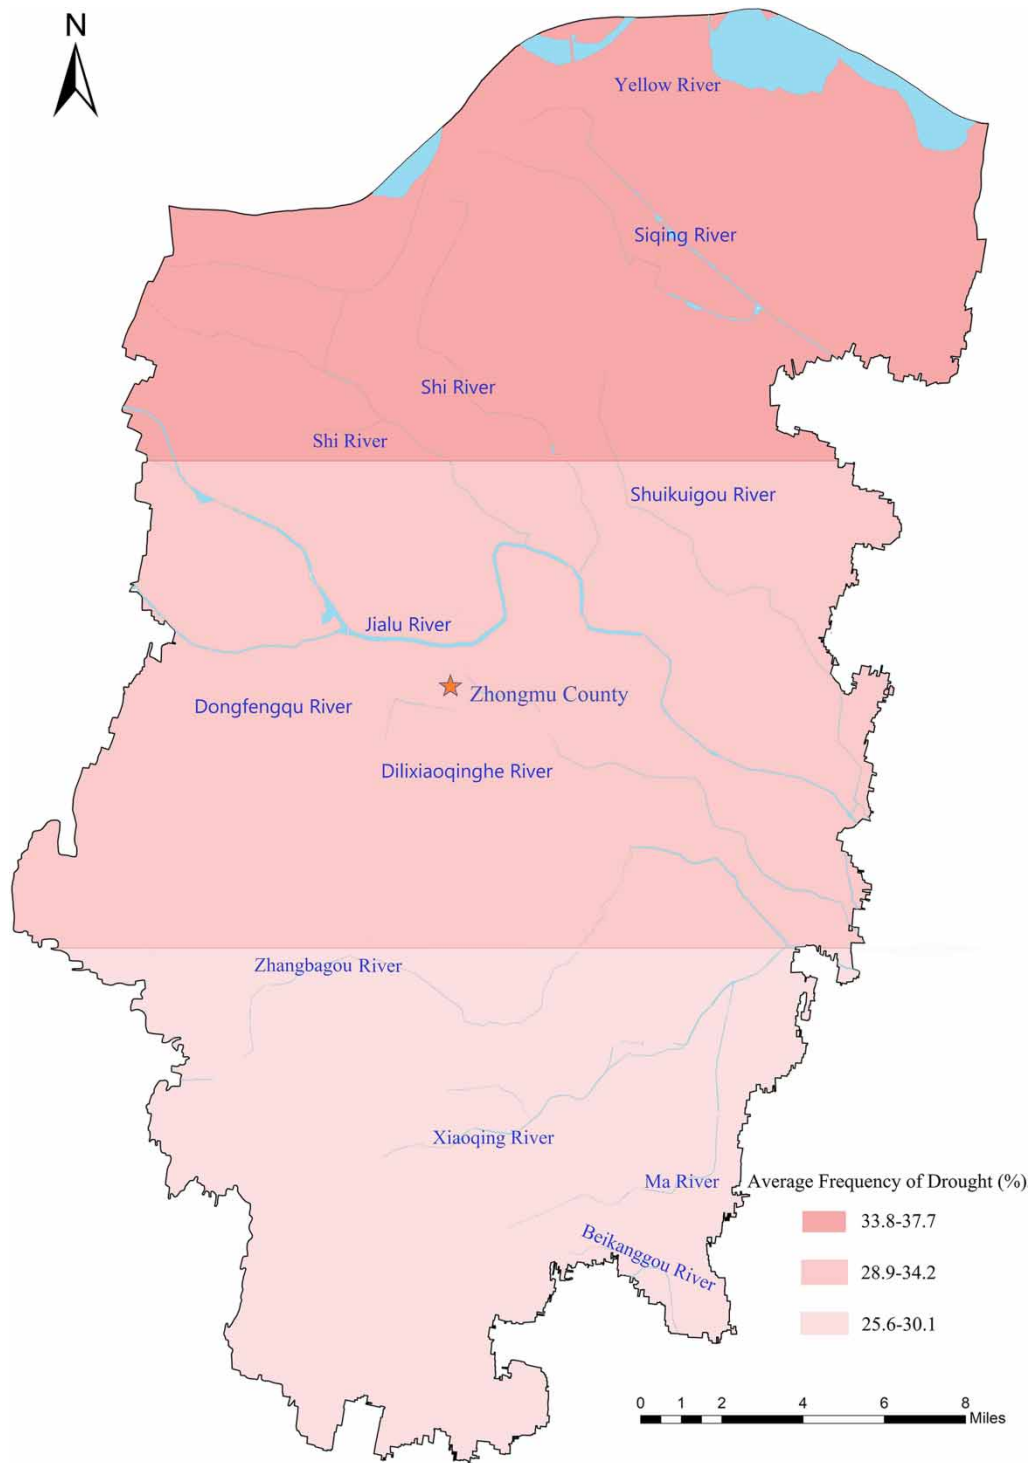 N
Yellow River
Siqing River
Shi River
Shi River
Shuikuigou River
Jialu River
Zhongmu County
Dongfengqu River
Dilixiaoqinghe River
Zhangbagou River
Xiaoqing River
Ma River
Beikanggou River
Average Frequency of Drought (%)
33.8-37.7
28.9-34.2
25.6-30.1
0 1 2 4 6 8
Miles